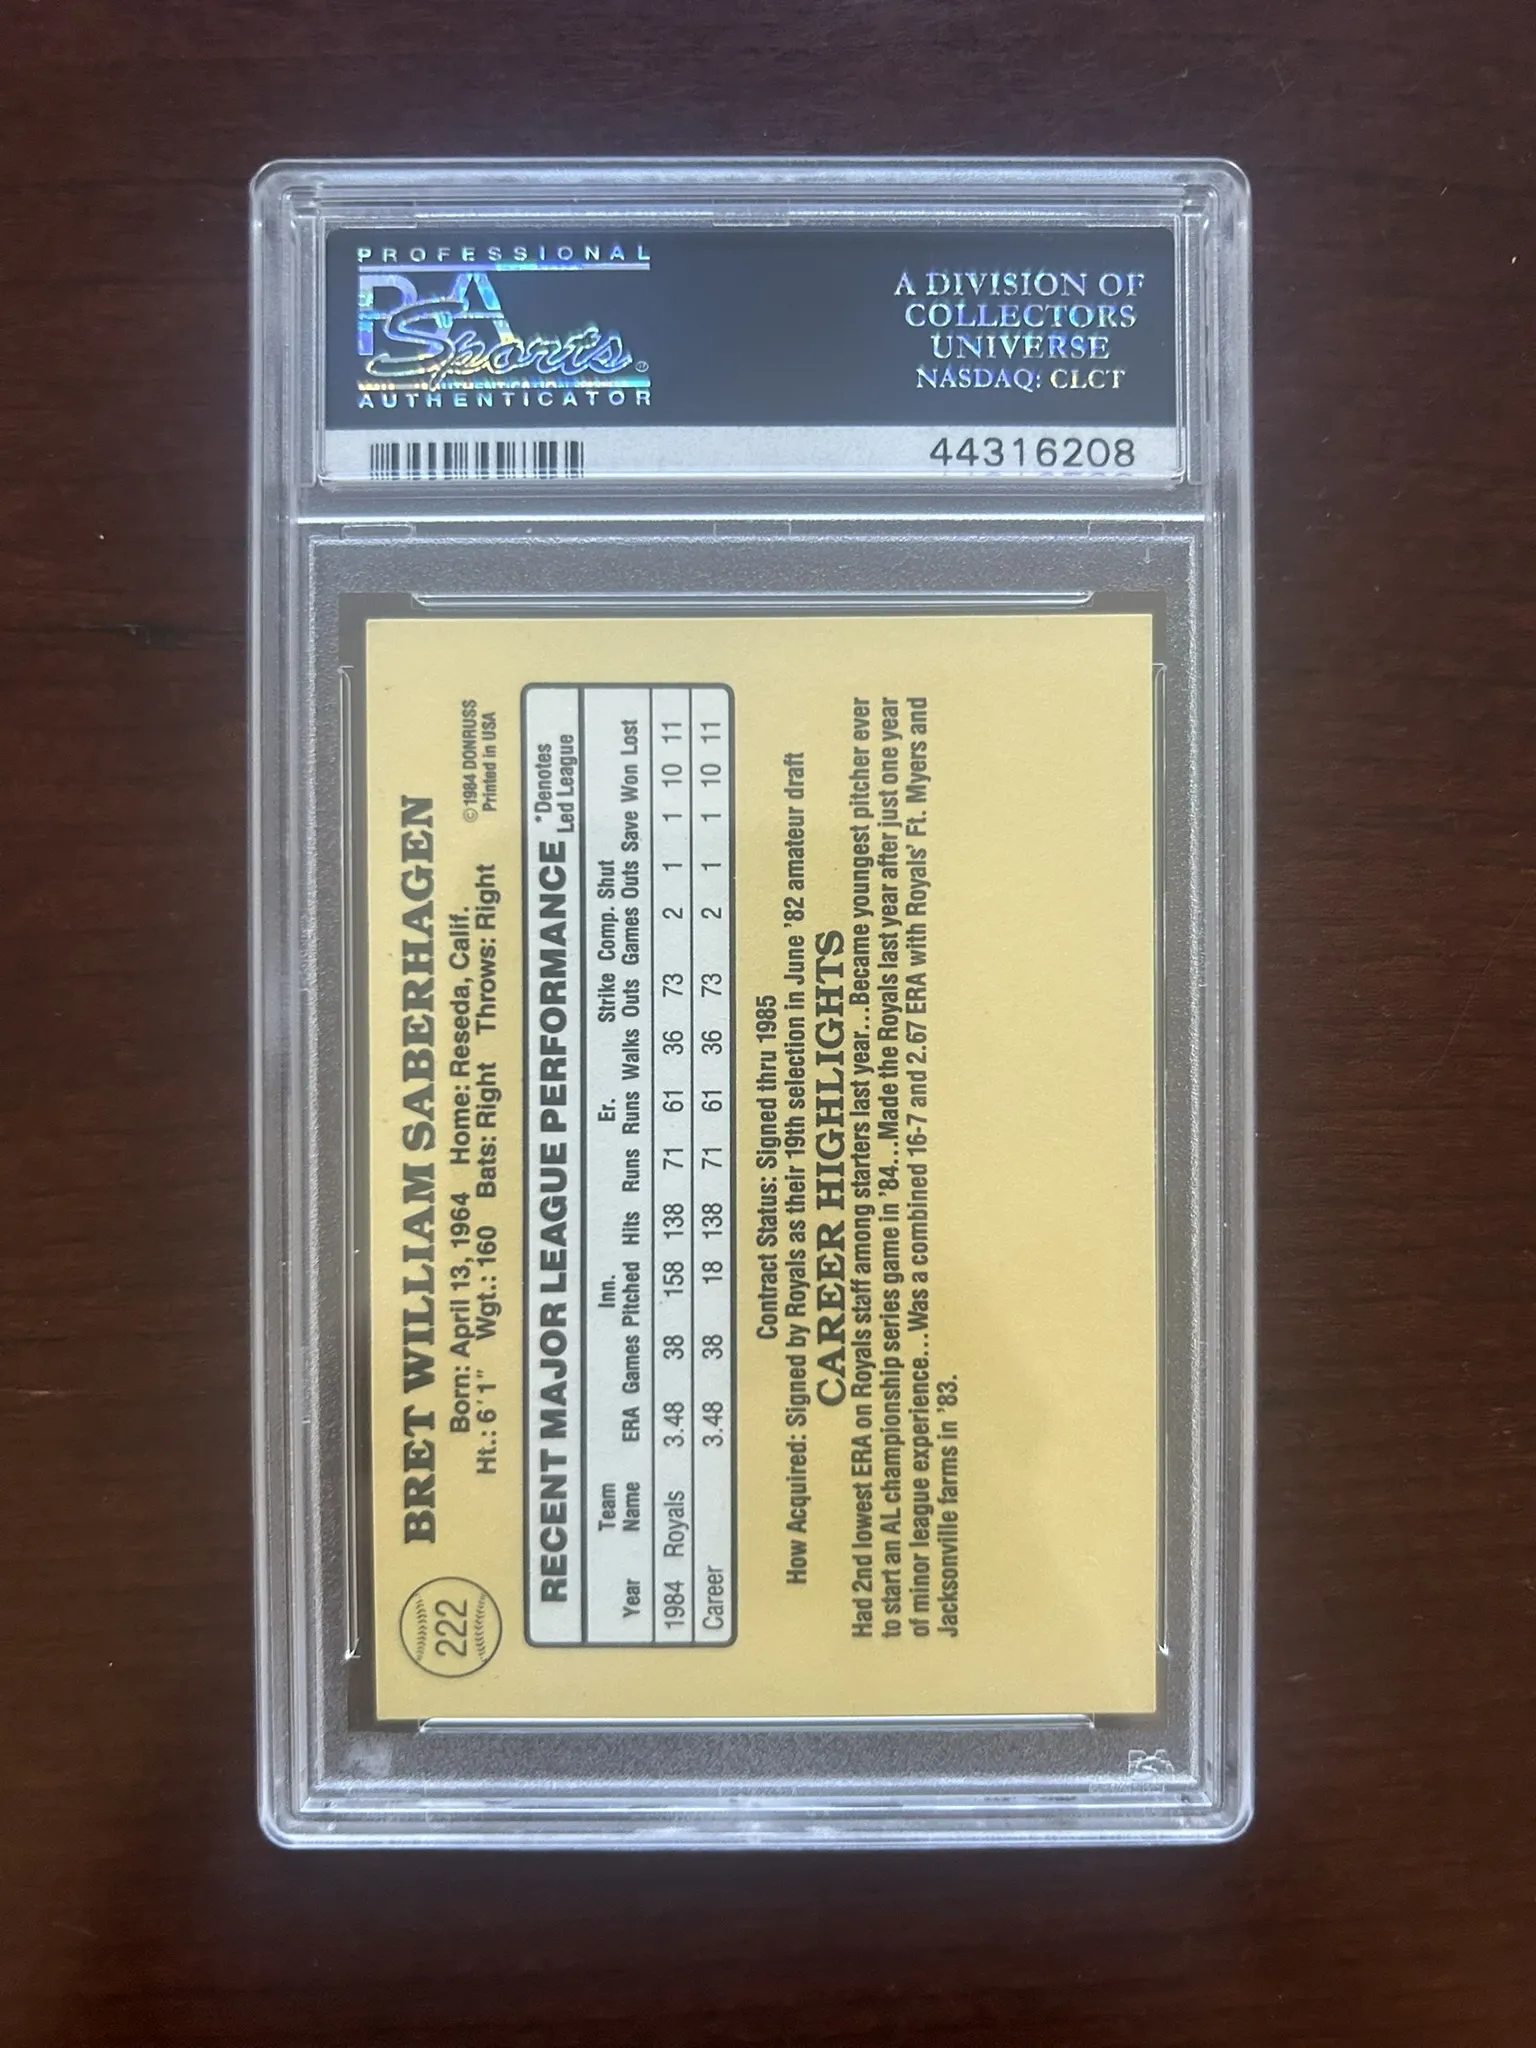 PROFESSIONAL
PSA
Sports
AUTHENTICATOR
A DIVISION OF
COLLECTORS
UNIVERSE
NASDAQ: CLCT
44316208
222
BRET WILLIAM SABERHAGEN
Born: April 13, 1964 Home: Reseda, Calif.
Ht.: 6'1" Wgt.: 160 Bats: Right Throws: Right
©1984 DONRUSS
Printed in USA
RECENT MAJOR LEAGUE PERFORMANCE
*Denotes
Led League
Team Inn. Er. Strike Comp. Shut
Year Name ERA Games Pitched Hits Runs Runs Walks Outs Games Outs Save Won Lost
1984 Royals 3.48 38 158 138 71 61 36 73 2 1 1 10 11
Career 3.48 38 18 138 71 61 36 73 2 1 1 10 11
Contract Status: Signed thru 1985
How Acquired: Signed by Royals as their 19th selection in June '82 amateur draft
CAREER HIGHLIGHTS
Had 2nd lowest ERA on Royals staff among starters last year...Became youngest pitcher ever
to start an AL championship series game in '84...Made the Royals last year after just one year
of minor league experience...Was a combined 16-7 and 2.67 ERA with Royals' Ft. Myers and
Jacksonville farms in '83.
PSA